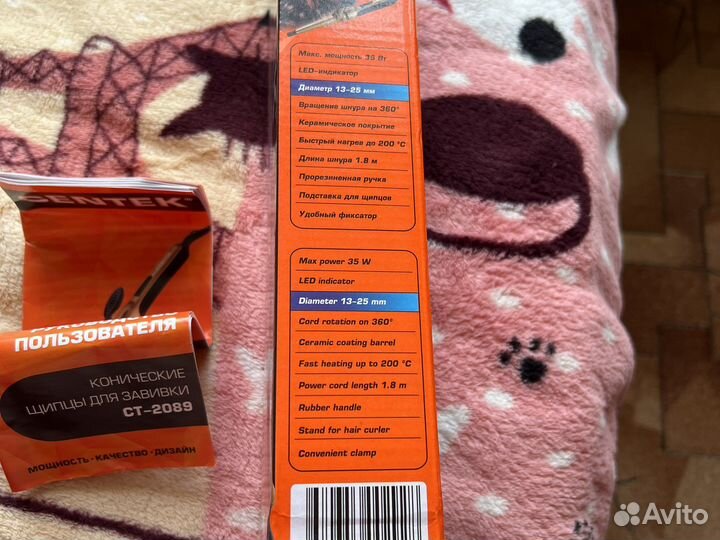 Макс. мощность 35 Вт
LED-индикатор
Диаметр 13-25 мм
Вращение шнура на 360°
Керамическое покрытие
Быстрый нагрев до 200 °C
Длина шнура 1.8 м
Прорезиненная ручка
Подставка для щипцов
Удобный фиксатор
Max power 35 W
LED indicator
Diameter 13-25 mm
Cord rotation on 360°
Ceramic coating barrel
Fast heating up to 200 °C
Power cord length 1.8 m
Rubber handle
Stand for hair curler
Convenient clamp
CENTEK®
РУКОВОДСТВО
ПОЛЬЗОВАТЕЛЯ
КОНИЧЕСКИЕ
ЩИПЦЫ ДЛЯ ЗАВИВКИ
CT-2089
МОЩНОСТЬ • КАЧЕСТВО • ДИЗАЙН
Avito